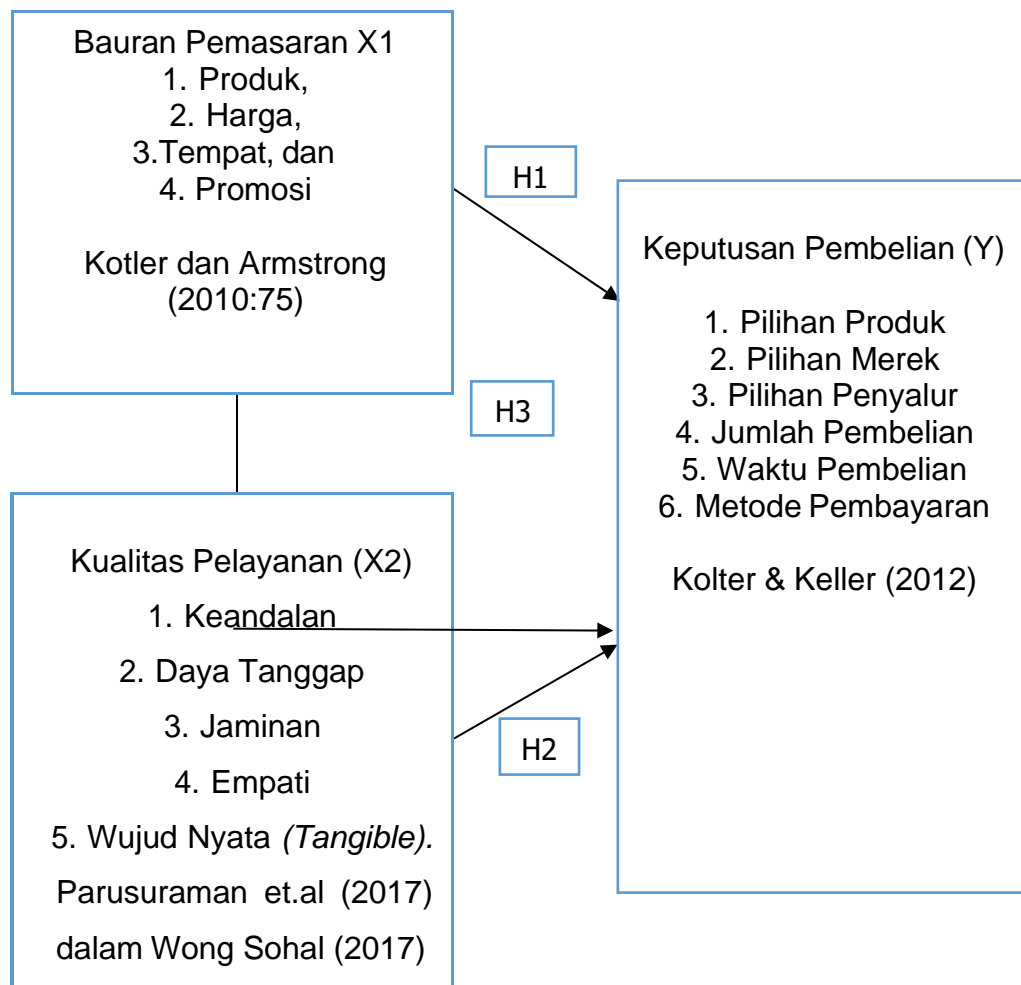 Bauran Pemasaran X1
1. Produk,
2. Harga,
3.Tempat, dan
4. Promosi
Kotler dan Armstrong
(2010:75)
H1
H3
Keputusan Pembelian (Y)
1. Pilihan Produk
2. Pilihan Merek
3. Pilihan Penyalur
4. Jumlah Pembelian
5. Waktu Pembelian
6. Metode Pembayaran
Kolter & Keller (2012)
Kualitas Pelayanan (X2)
1. Keandalan
2. Daya Tanggap
3. Jaminan
4. Empati
5. Wujud Nyata (Tangible).
Parusuraman et.al (2017)
dalam Wong Sohal (2017)
H2